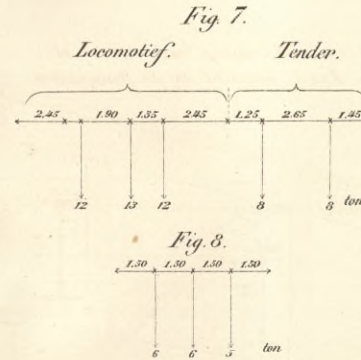 Fig. 7.
Locomotief. Tender.
2.45 1.90 1.35 2.45 1.25 2.65 1.45
12 13 12 8 8 ton
Fig. 8.
1.50 1.50 1.50 1.50
6 6 5 ton